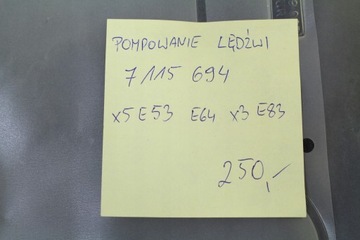 POMPOWANIE LĘDŹWI
7/115 694
X5 E53 E64 X3 E83
250,-